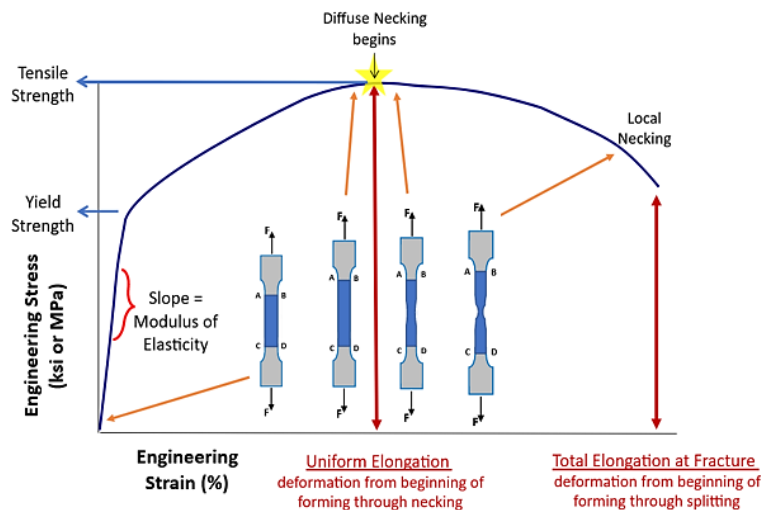 Diffuse Necking
begins
Tensile
Strength
Local
Necking
Yield
Strength
F
F
F
F
A B
A B
A B
A B
Slope =
Modulus of
Elasticity
Engineering Stress
(ksi or MPa)
C D
C D
C D
C D
F
F
F
F
Engineering
Strain (%)
Uniform Elongation
deformation from beginning of
forming through necking
Total Elongation at Fracture
deformation from beginning of
forming through splitting